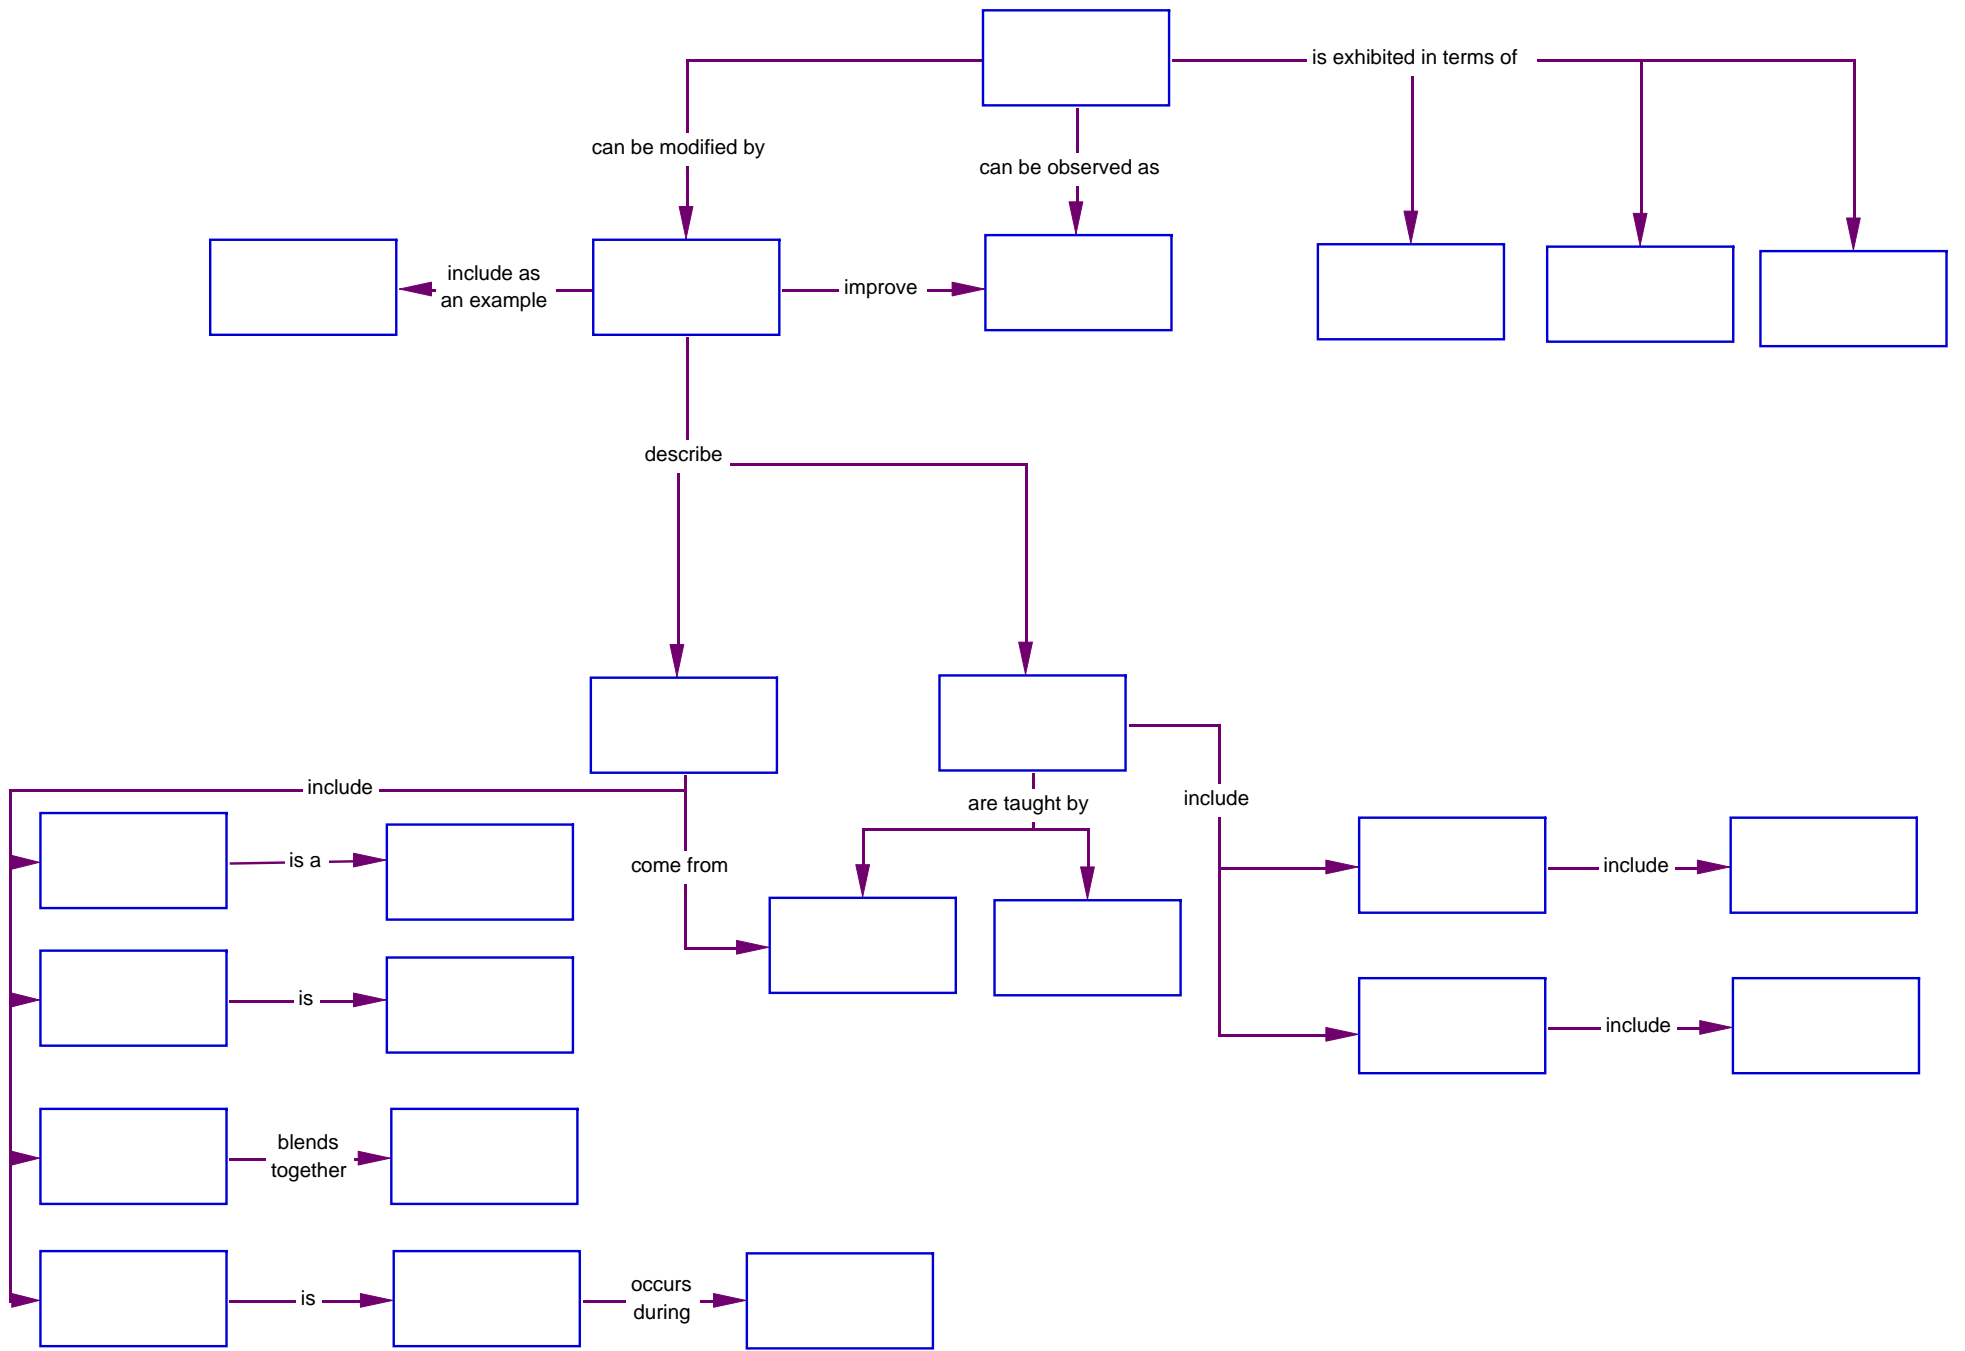 is exhibited in terms of
can be modified by
can be observed as
include as
an example
improve
describe
include
are taught by
include
is a
come from
include
is
include
blends
together
is
occurs
during